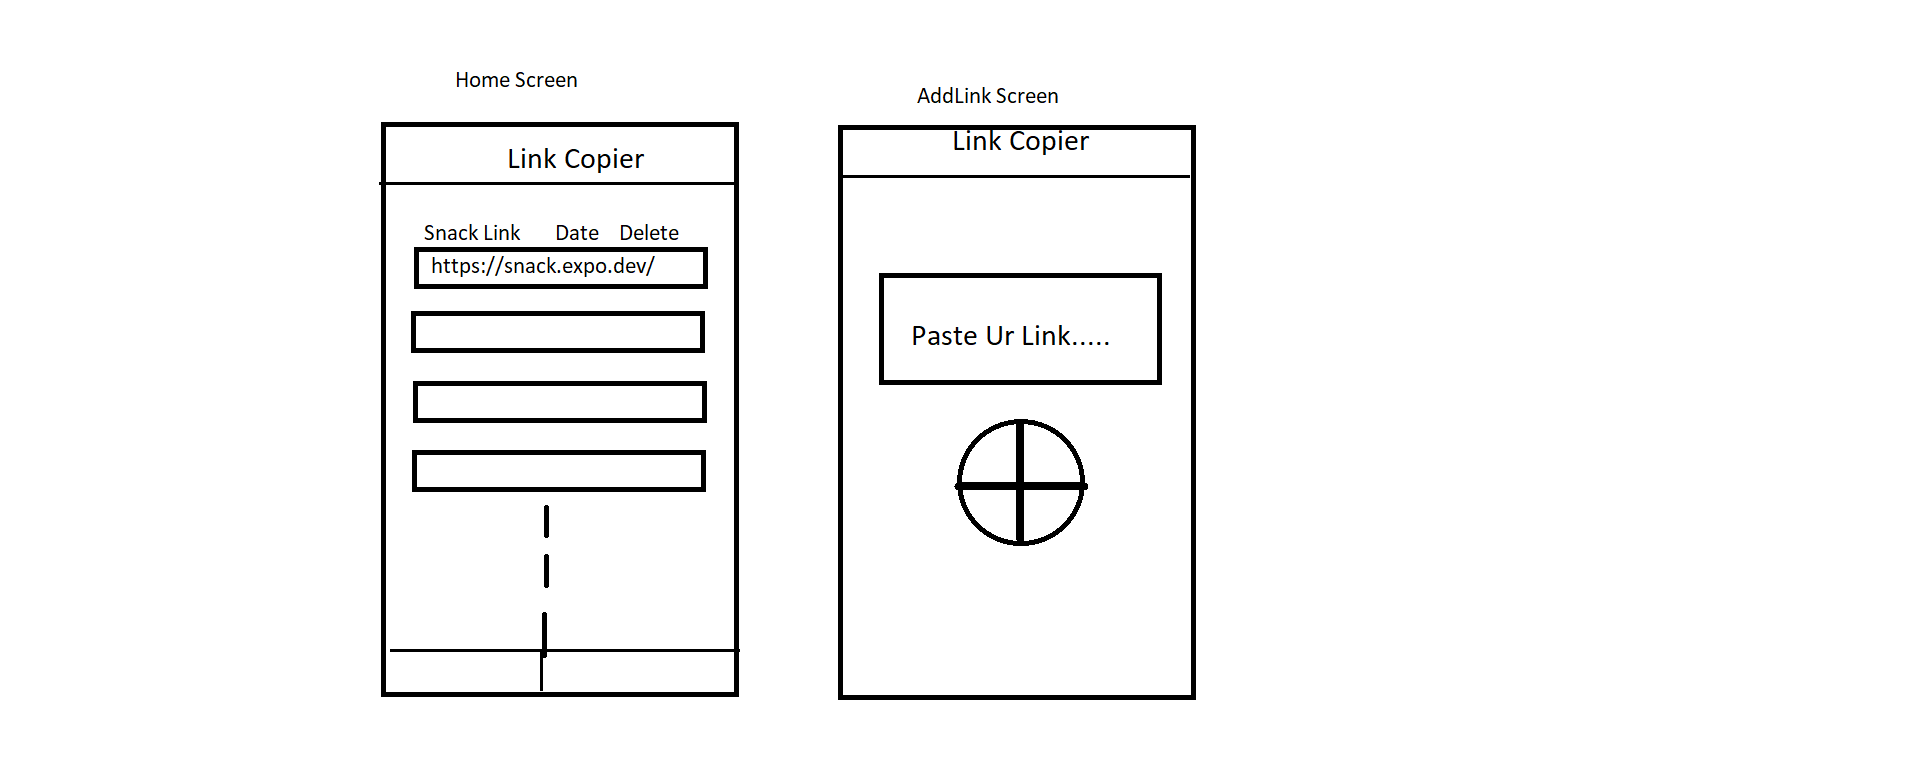 Home Screen
Link Copier
Snack Link Date Delete
https://snack.expo.dev/
AddLink Screen
Link Copier
Paste Ur Link.....